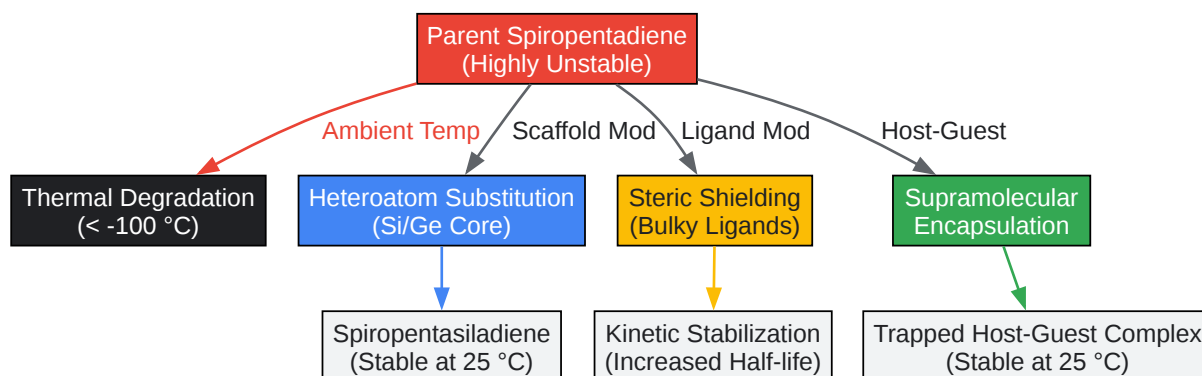 Parent Spiropentadiene
(Highly Unstable)
Ambient Temp
Scaffold Mod
Ligand Mod
Host-Guest
Thermal Degradation
(< -100 °C)
Heteroatom Substitution
(Si/Ge Core)
Steric Shielding
(Bulky Ligands)
Supramolecular
Encapsulation
Spiropentasiladiene
(Stable at 25 °C)
Kinetic Stabilization
(Increased Half-life)
Trapped Host-Guest Complex
(Stable at 25 °C)